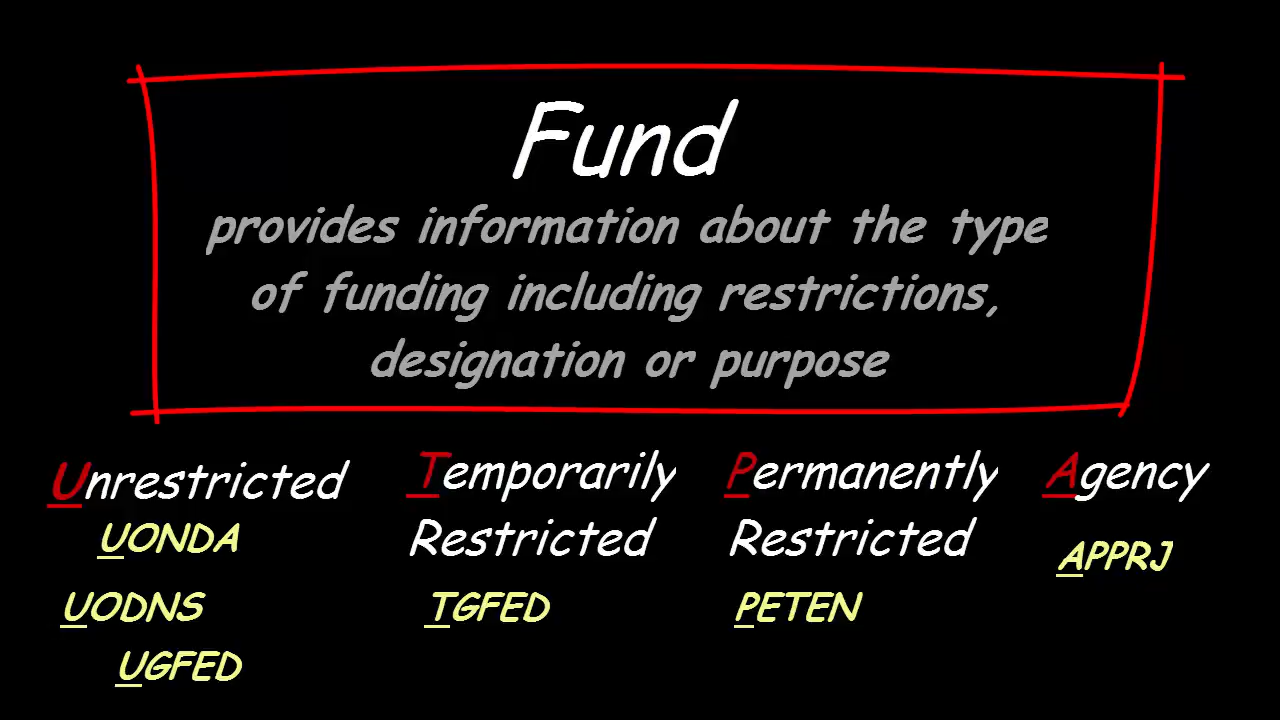 Fund
provides information about the type
of funding including restrictions,
designation or purpose
Unrestricted
UONDA
UODNS
UGFED
Temporarily
Restricted
TGFED
Permanently
Restricted
PETEN
Agency
APPRJ